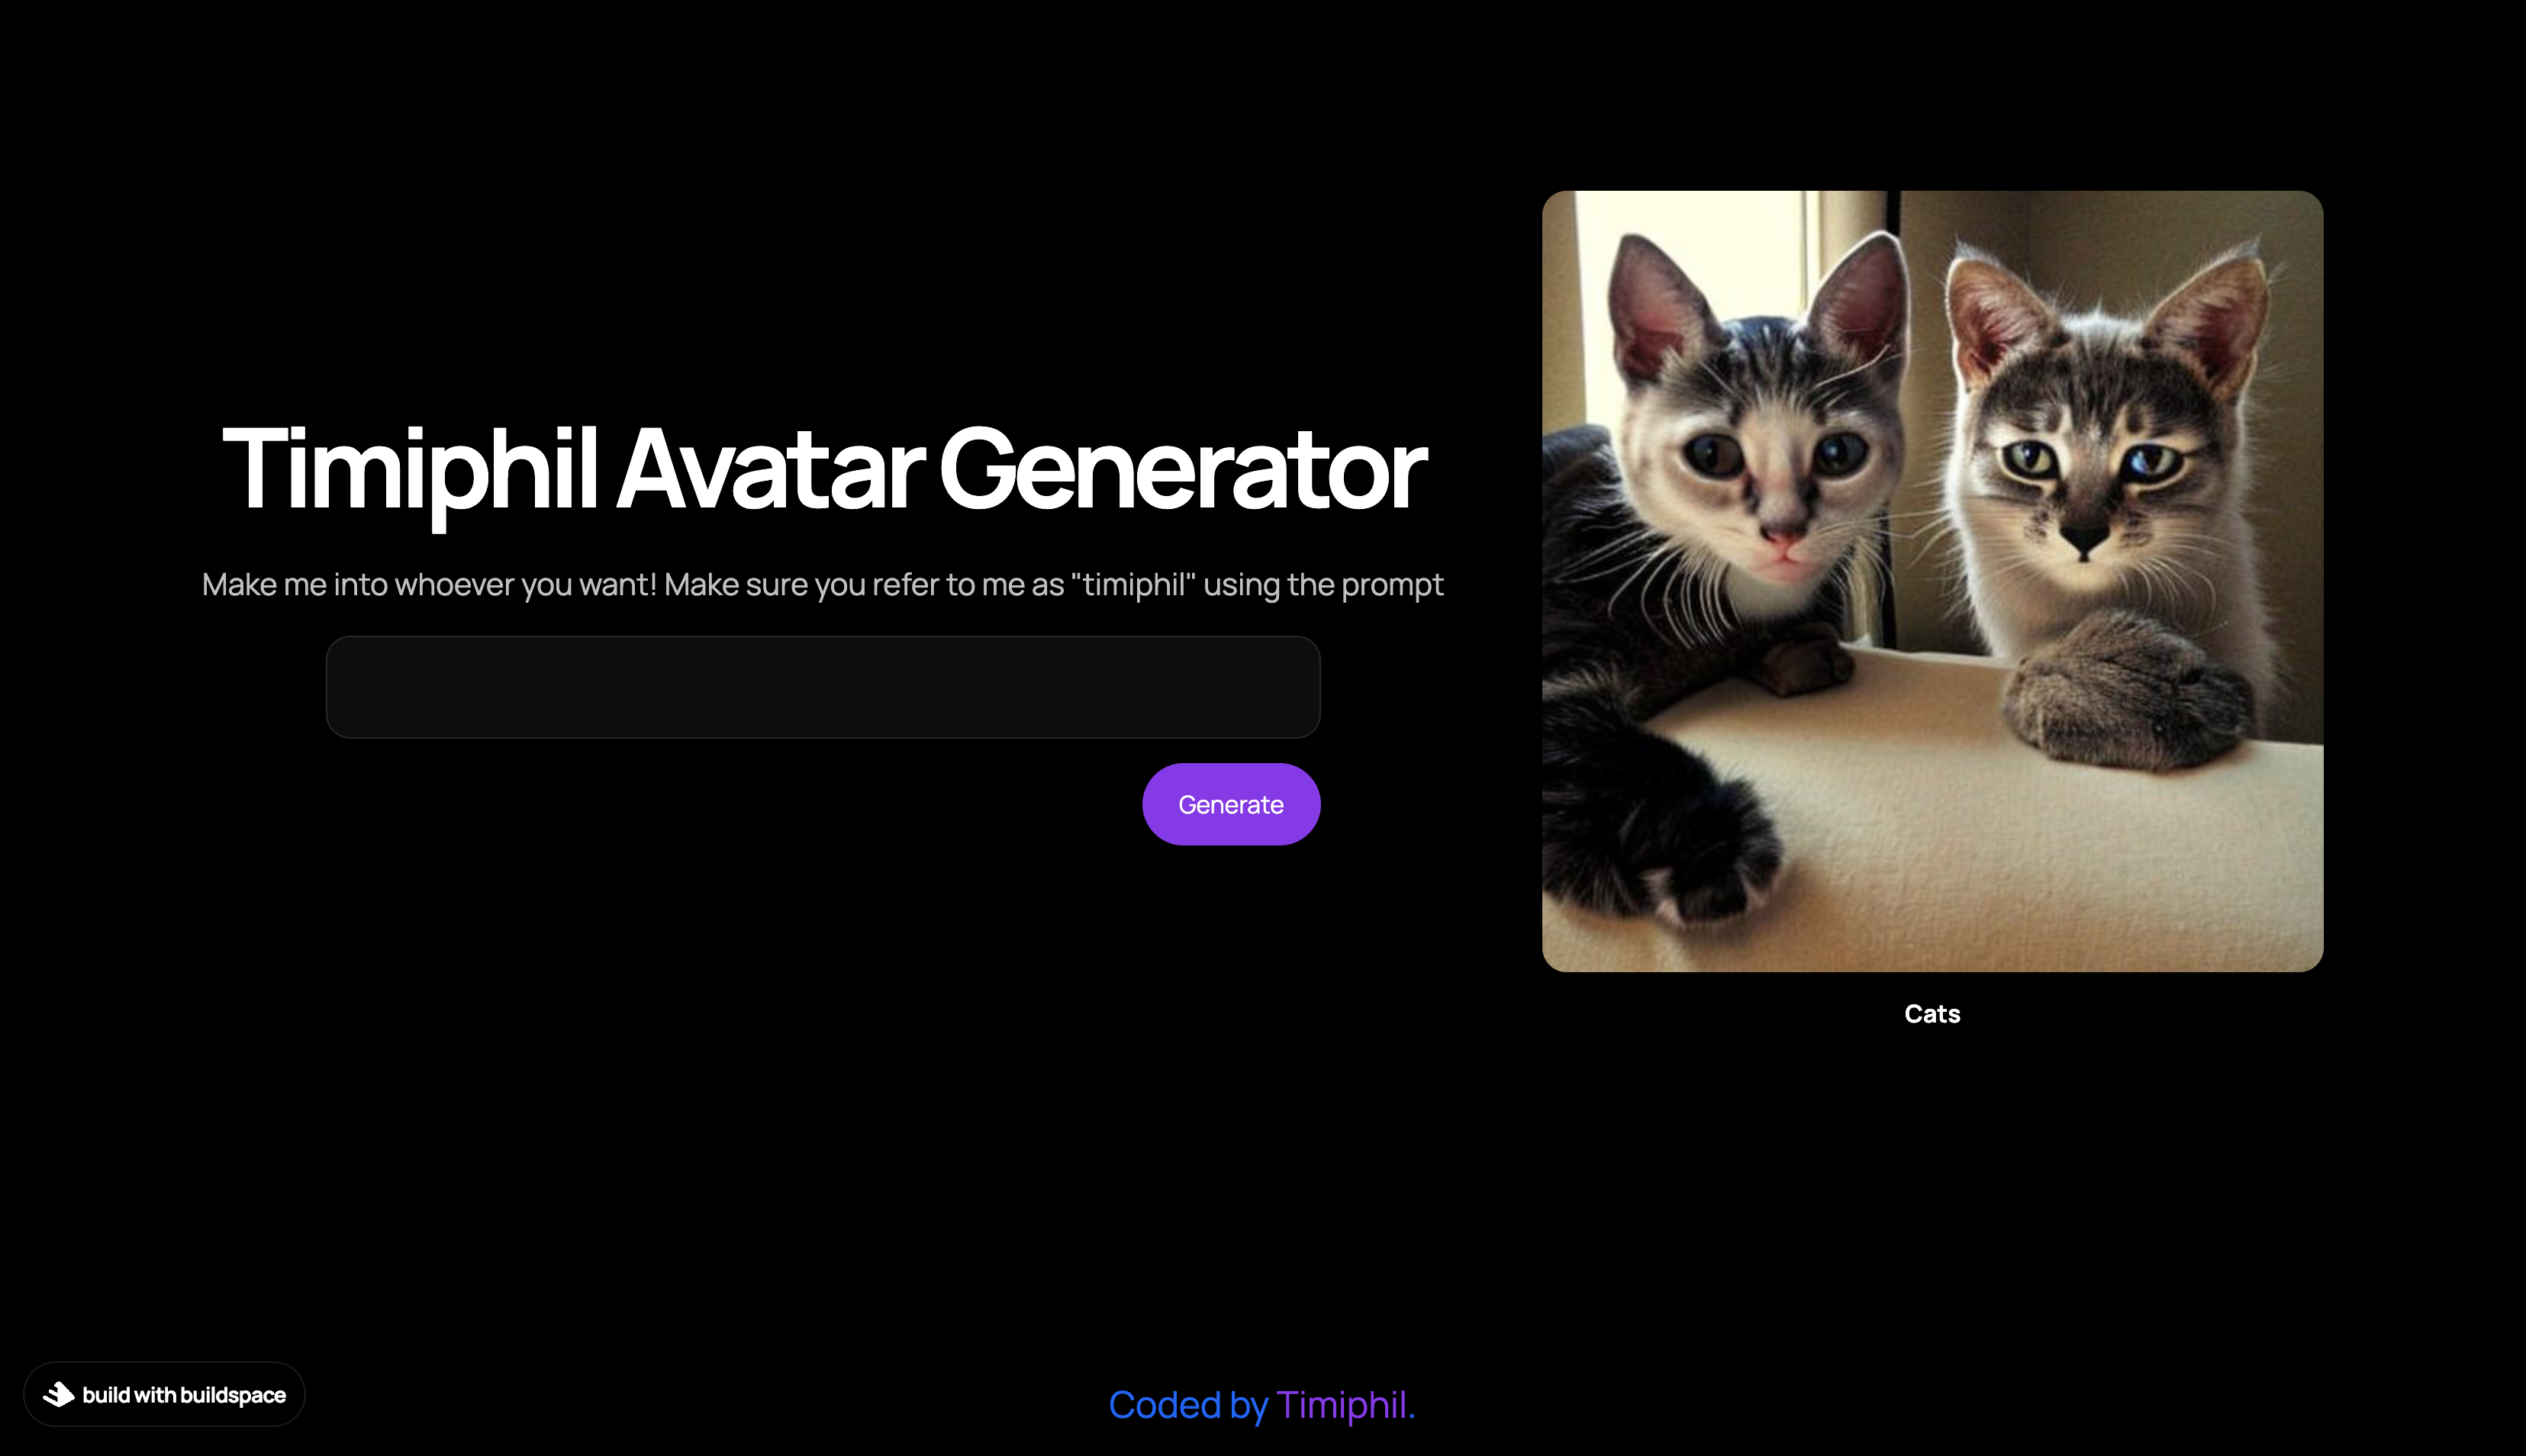 Timiphil Avatar Generator
Make me into whoever you want! Make sure you refer to me as "timiphil" using the prompt
Generate
Cats
build with buildspace
Coded by Timiphil.